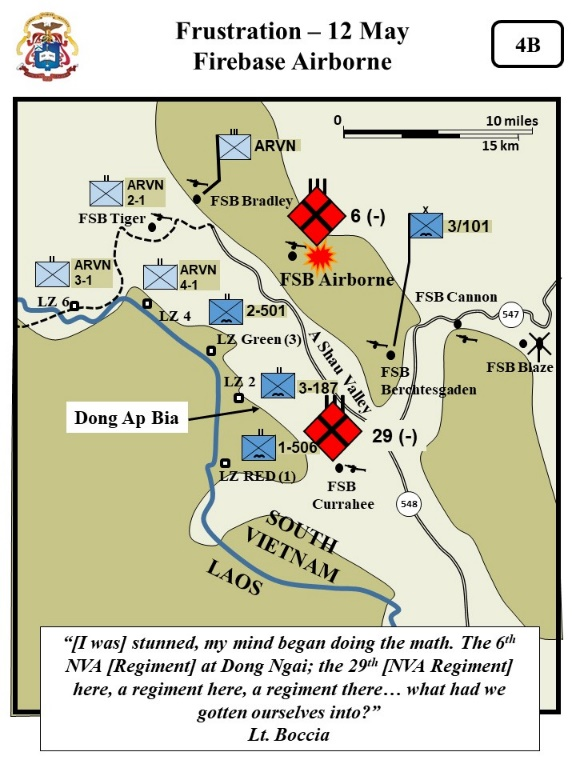 Frustration – 12 May
Firebase Airborne
4B
0
10 miles
15 km
ARVN
ARVN
2-1
FSB Bradley
6 (-)
3/101
FSB Tiger
FSB Airborne
ARVN
3-1
ARVN
4-1
FSB Cannon
547
LZ 6
LZ 4
2-501
LZ Green (3)
A Shau Valley
FSB Blaze
FSB
Berchtesgaden
LZ 2
3-187
Dong Ap Bia
29 (-)
1-506
LZ RED (1)
FSB
Currahee
548
SOUTH
VIETNAM
LAOS
“[I was] stunned, my mind began doing the math. The 6th
NVA [Regiment] at Dong Ngai; the 29th [NVA Regiment]
here, a regiment here, a regiment there… what had we
gotten ourselves into?”
Lt. Boccia